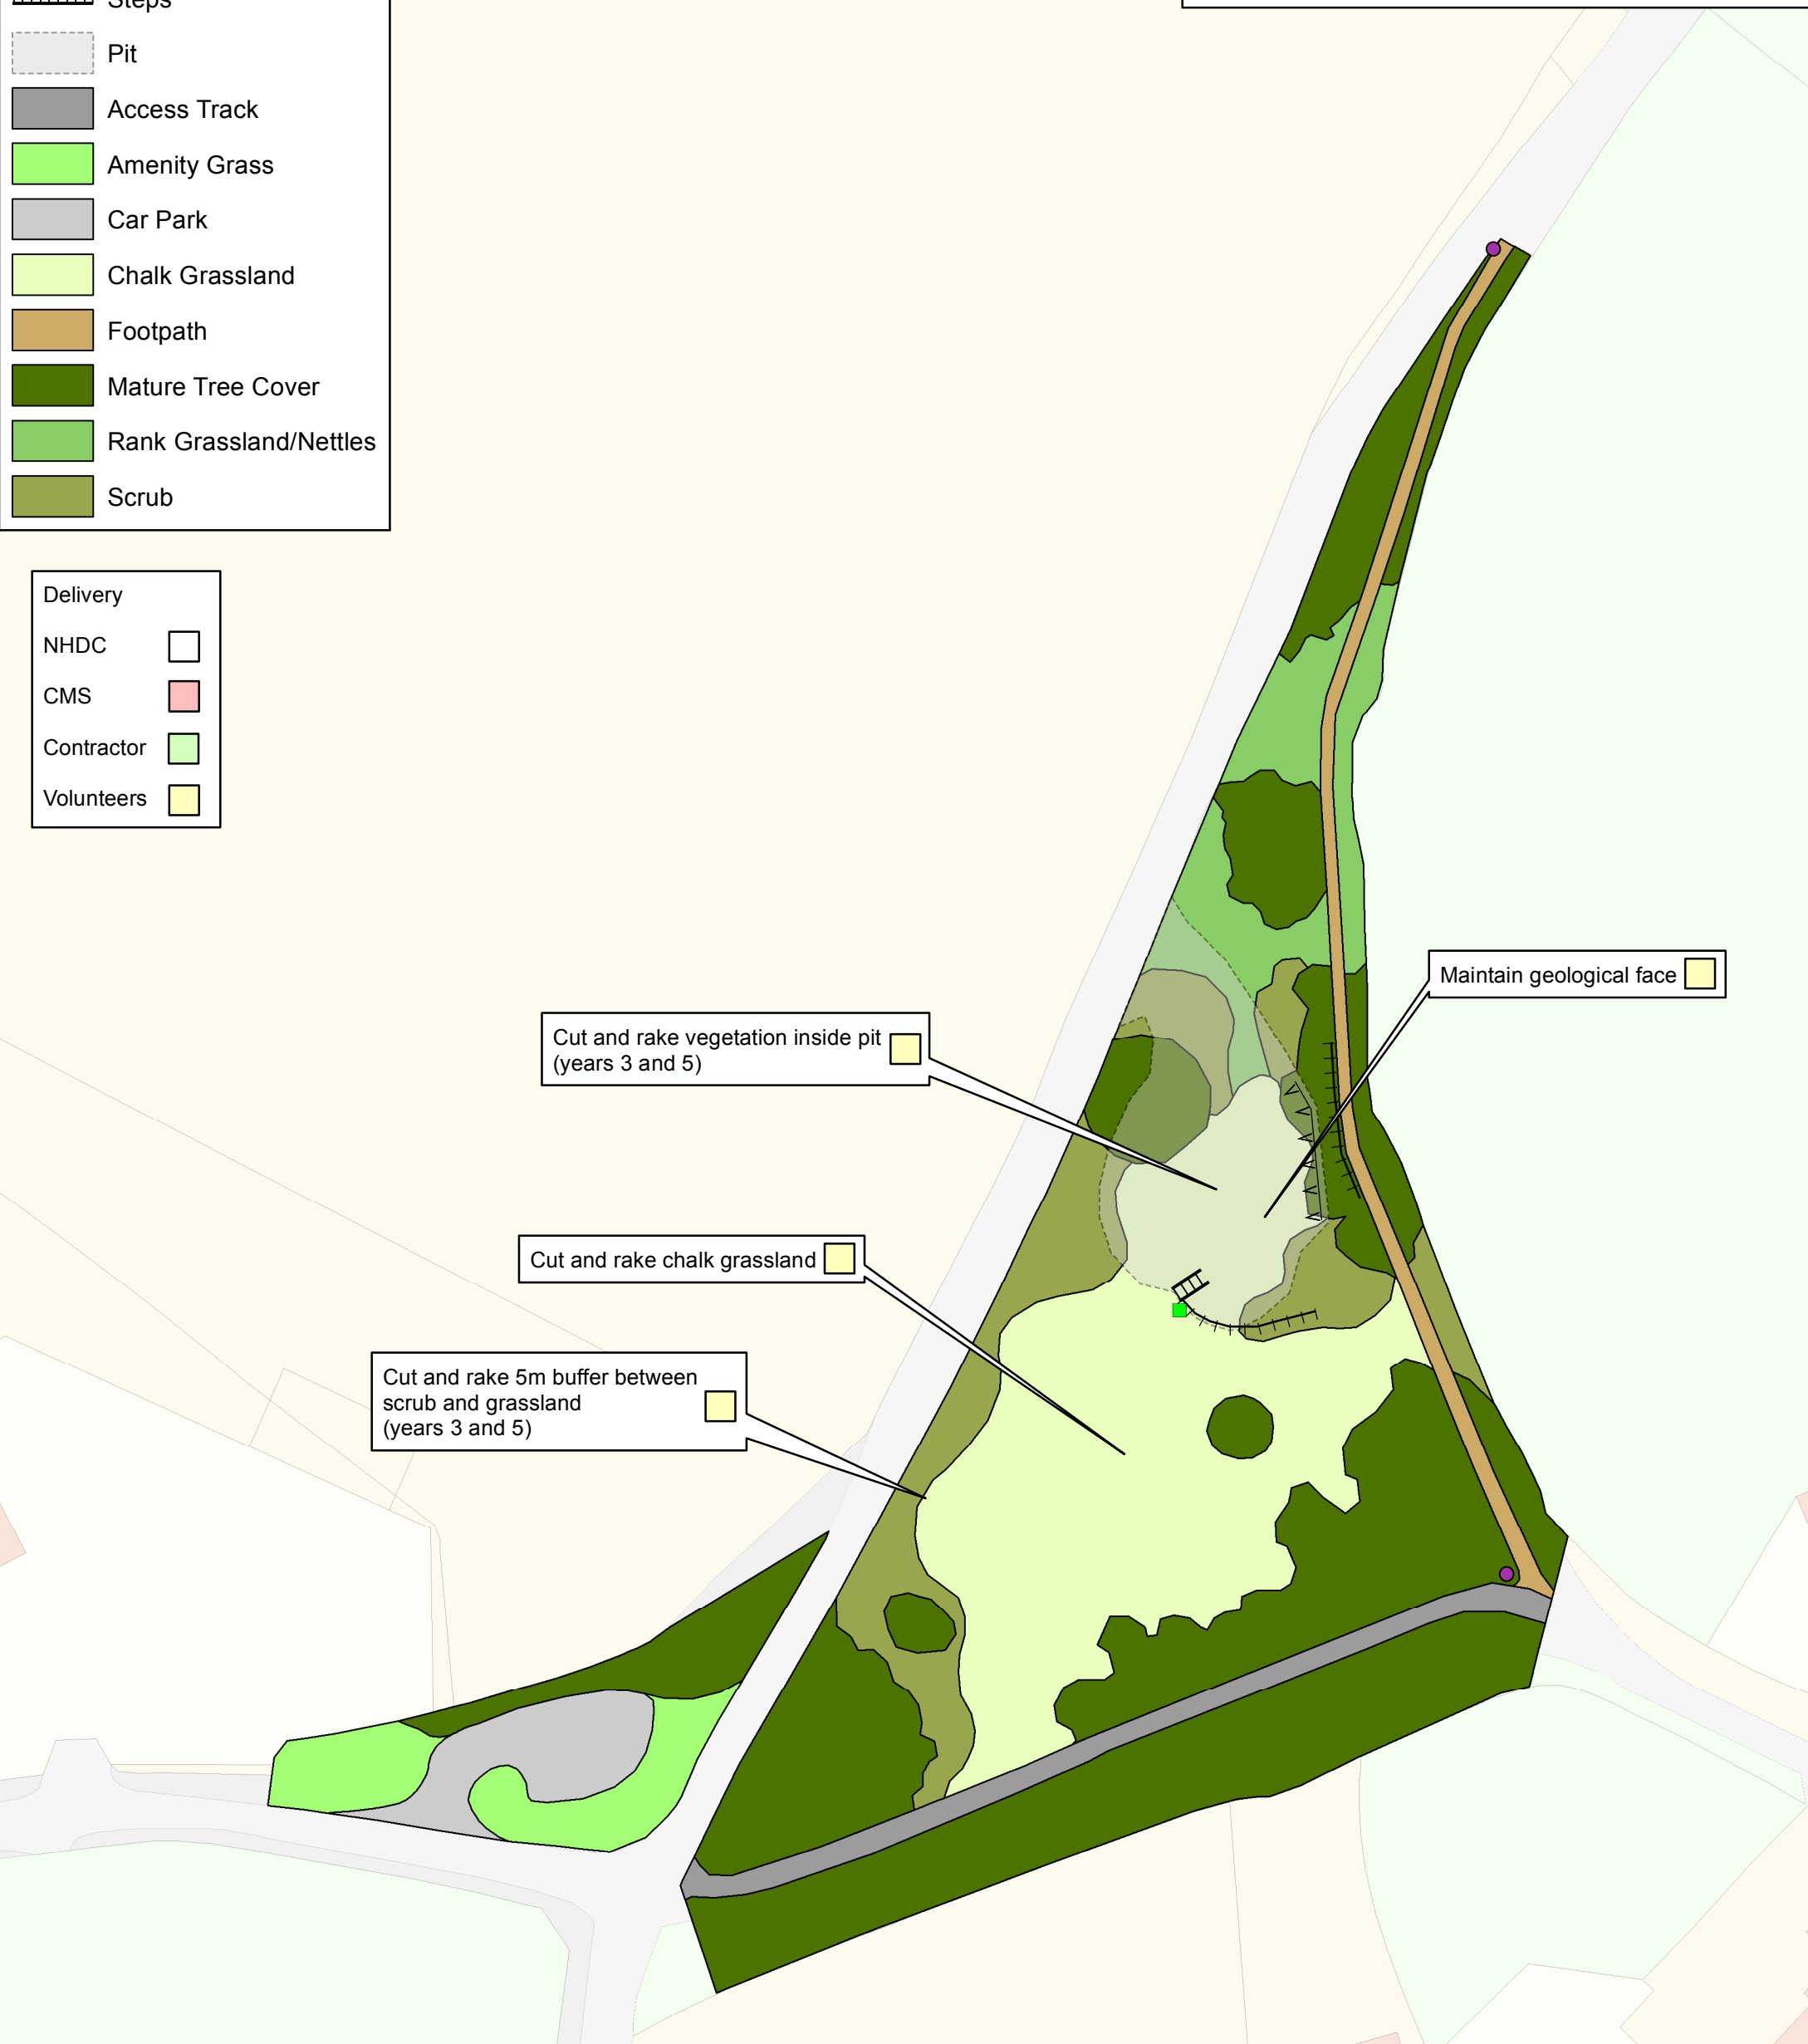 Steps
Pit
Access Track
Amenity Grass
Car Park
Chalk Grassland
Footpath
Mature Tree Cover
Rank Grassland/Nettles
Scrub
Delivery
NHDC
CMS
Contractor
Volunteers
Maintain geological face
Cut and rake vegetation inside pit
(years 3 and 5)
Cut and rake chalk grassland
Cut and rake 5m buffer between
scrub and grassland
(years 3 and 5)